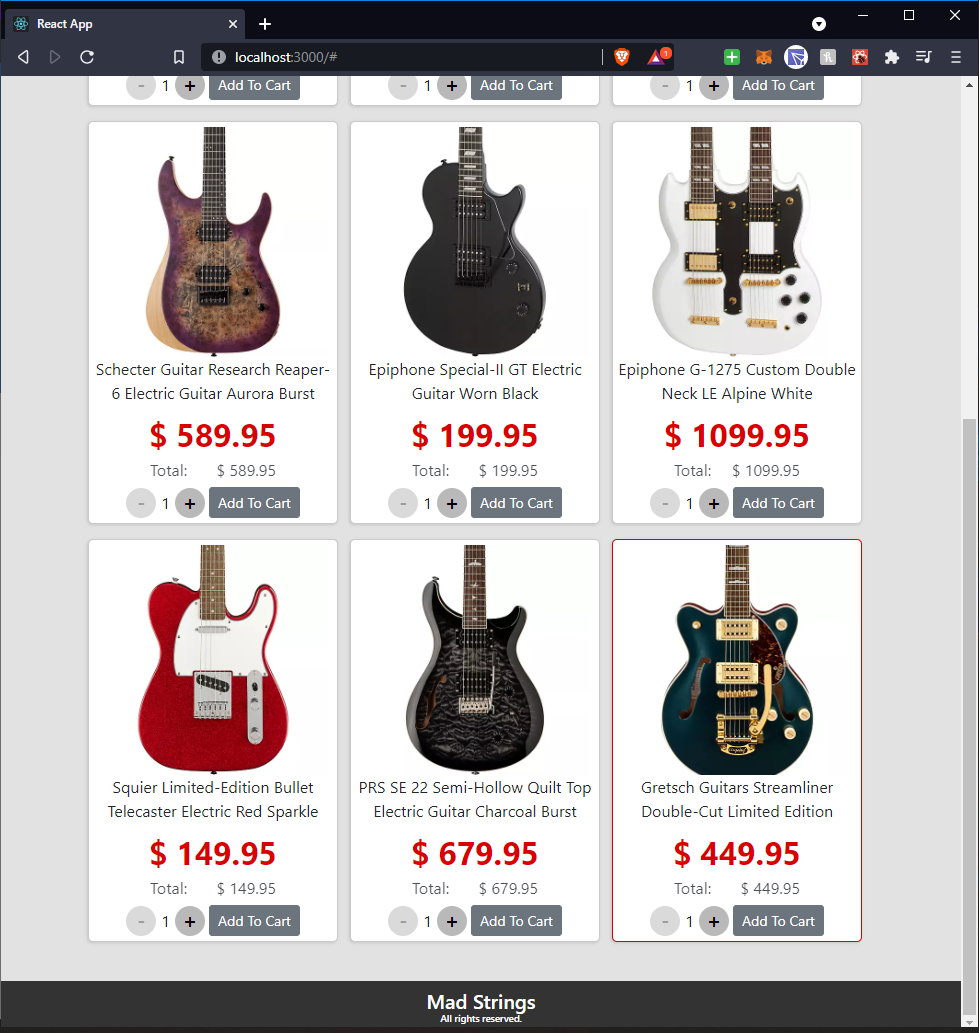 React App
localhost:3000/#
1
- 1 + Add To Cart
- 1 + Add To Cart
- 1 + Add To Cart
Schecter Guitar Research Reaper-
6 Electric Guitar Aurora Burst
$ 589.95
Total: $ 589.95
- 1 + Add To Cart
Epiphone Special-II GT Electric
Guitar Worn Black
$ 199.95
Total: $ 199.95
- 1 + Add To Cart
Epiphone G-1275 Custom Double
Neck LE Alpine White
$ 1099.95
Total: $ 1099.95
- 1 + Add To Cart
Squier Limited-Edition Bullet
Telecaster Electric Red Sparkle
$ 149.95
Total: $ 149.95
- 1 + Add To Cart
PRS SE 22 Semi-Hollow Quilt Top
Electric Guitar Charcoal Burst
$ 679.95
Total: $ 679.95
- 1 + Add To Cart
Gretsch Guitars Streamliner
Double-Cut Limited Edition
$ 449.95
Total: $ 449.95
- 1 + Add To Cart
Mad Strings
All rights reserved.